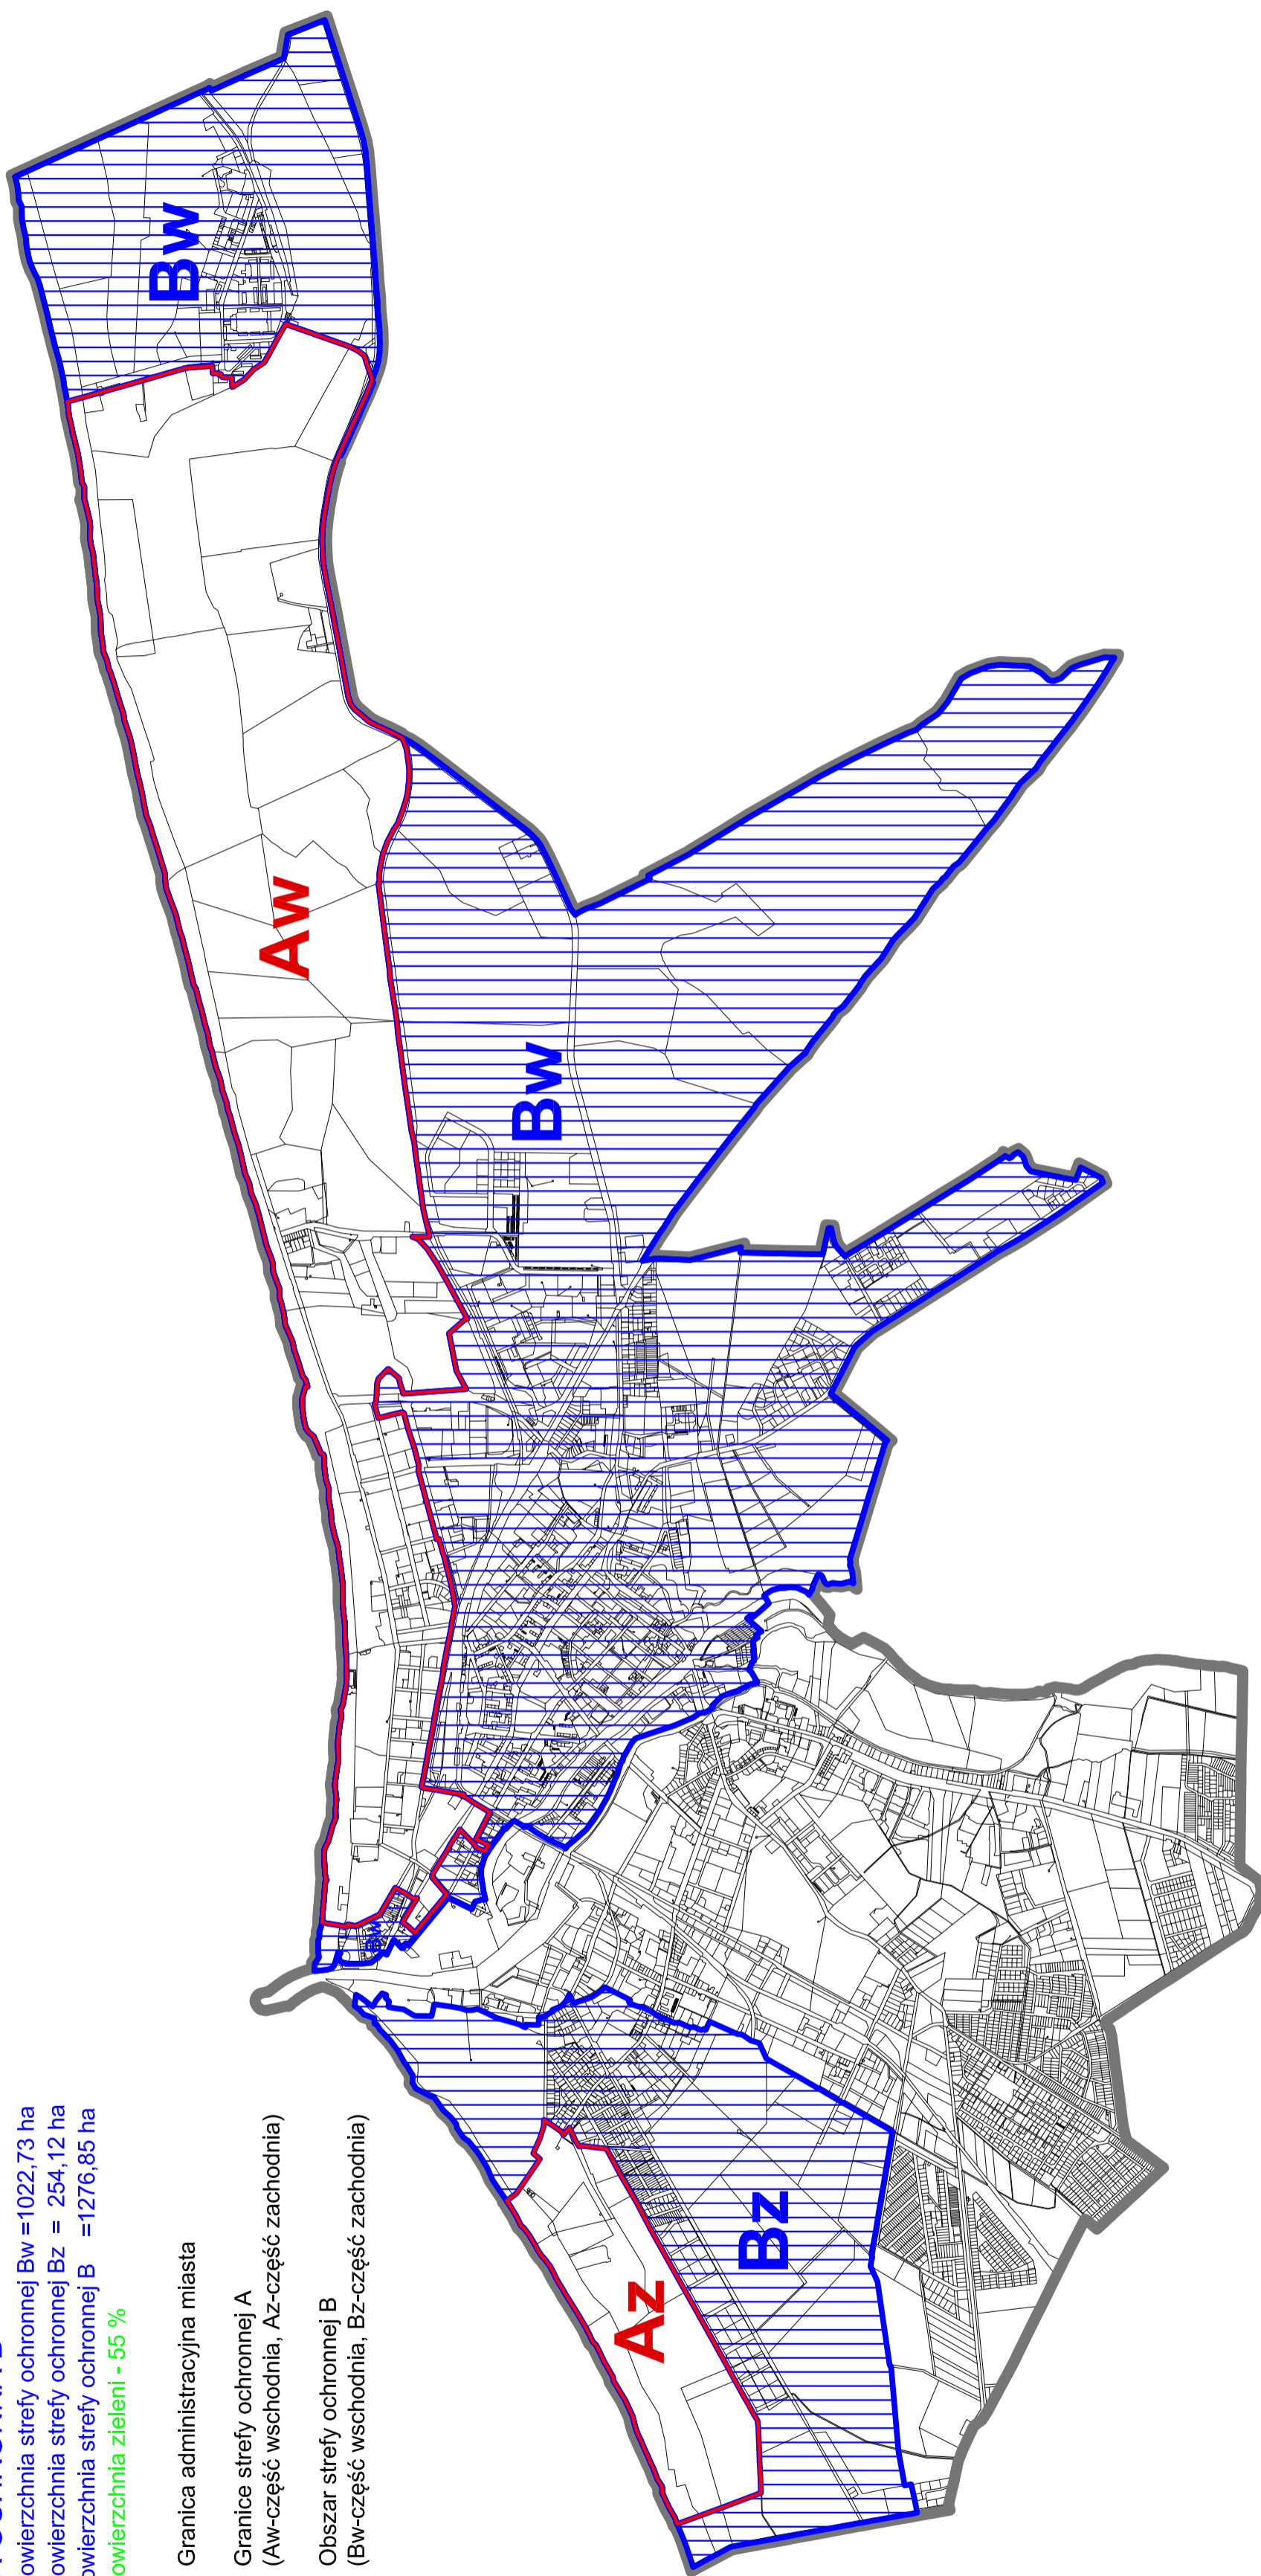 owierzchnia strefy ochronnej Bw =1022,73 ha
owierzchnia strefy ochronnej Bz = 254,12 ha
owierzchnia strefy ochronnej B =1276,85 ha
owierzchnia zieleni - 55 %
Granica administracyjna miasta
Granice strefy ochronnej A
(Aw-część wschodnia, Az-część zachodnia)
Obszar strefy ochronnej B
(Bw-część wschodnia, Bz-część zachodnia)
Bw
Aw
Bw
Bw
Az
Bz